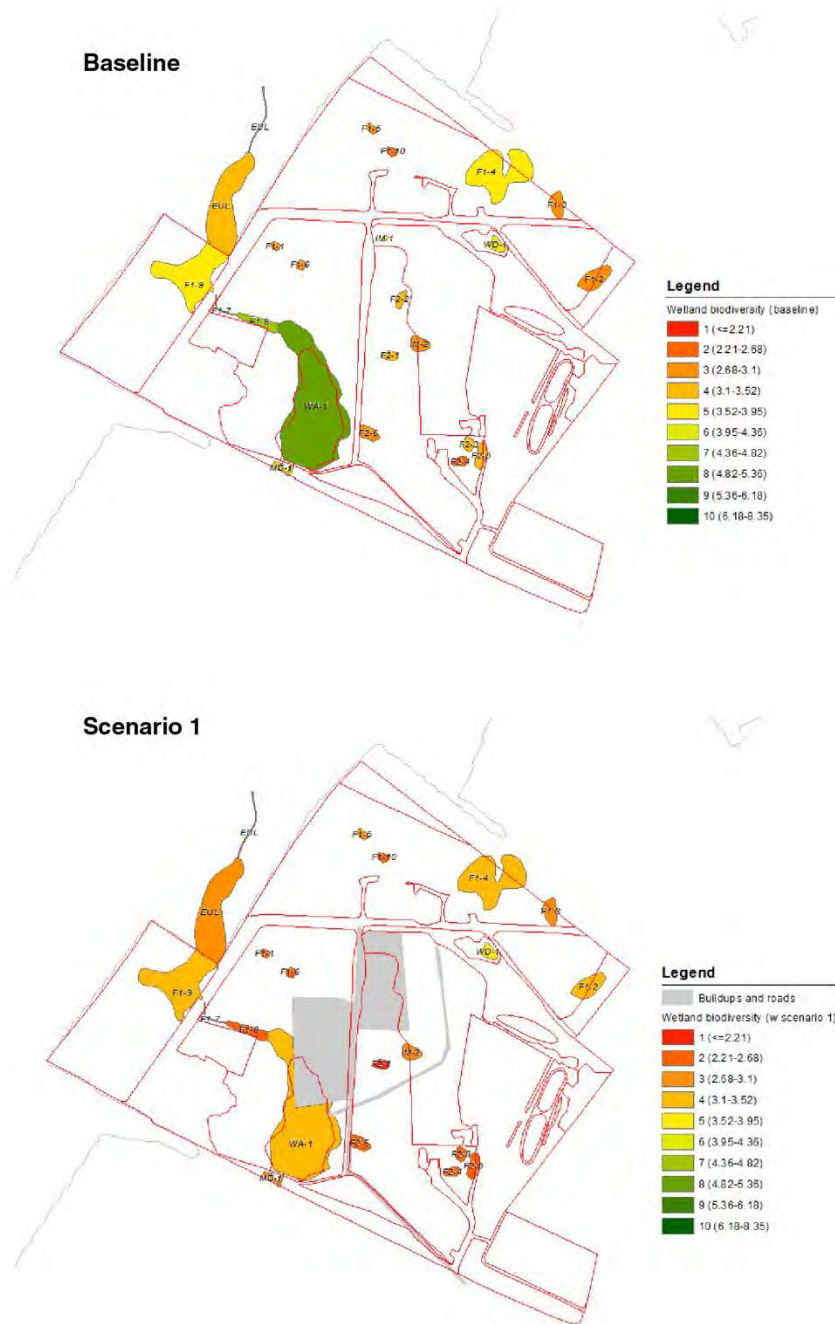 Baseline
EUL
F1-5
F1-10
F1-4
EUL
F1-3
F1-1
IM-1
WD-1
F1-6
F1-2
F1-9
F2-2
F1-7
F1-8
F2-1
WA-1
F2-3
MD-1
Legend
Wetland biodiversity (baseline)
1 (<=2.21)
2 (2.21-2.68)
3 (2.68-3.1)
4 (3.1-3.52)
5 (3.52-3.95)
6 (3.95-4.36)
7 (4.36-4.82)
8 (4.82-5.36)
9 (5.36-6.18)
10 (6.18-8.35)
Scenario 1
EUL
F1-5
F1-10
F1-4
EUL
F1-3
F1-1
WD-1
F1-6
F1-2
F1-9
F1-7
F1-8
WA-1
MD-1
Legend
Buildups and roads
Wetland biodiversity (w scenario 1)
1 (<=2.21)
2 (2.21-2.68)
3 (2.68-3.1)
4 (3.1-3.52)
5 (3.52-3.95)
6 (3.95-4.36)
7 (4.36-4.82)
8 (4.82-5.36)
9 (5.36-6.18)
10 (6.18-8.35)